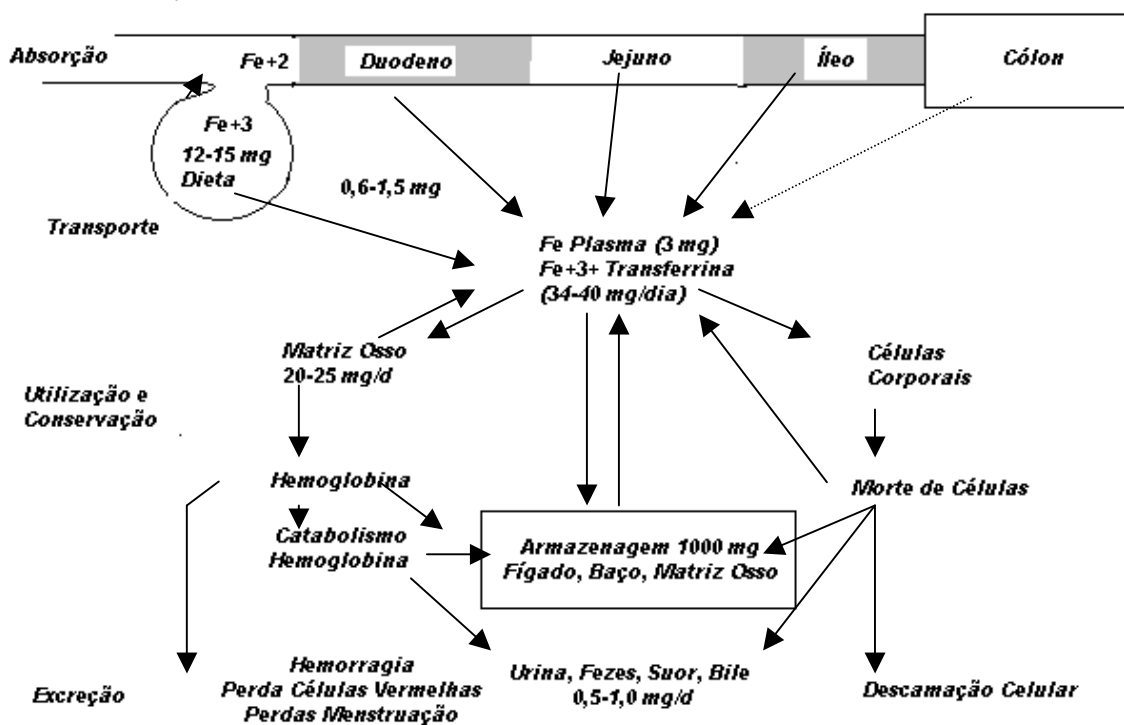 Absorção
Fe+2
Duodeno
Jejuno
Íleo
Cólon
Fe+3
12-15 mg
Dieta
0,6-1,5 mg
Transporte
Fe Plasma (3 mg)
Fe+3+ Transferrina
(34-40 mg/dia)
Matriz Osso
20-25 mg/d
Células
Corporais
Utilização e
Conservação
Hemoglobina
Morte de Células
Catabolismo
Hemoglobina
Armazenagem 1000 mg
Fígado, Baço, Matriz Osso
Excreção
Hemorragia
Perda Células Vermelhas
Perdas Menstruação
Urina, Fezes, Suor, Bile
0,5-1,0 mg/d
Descamação Celular